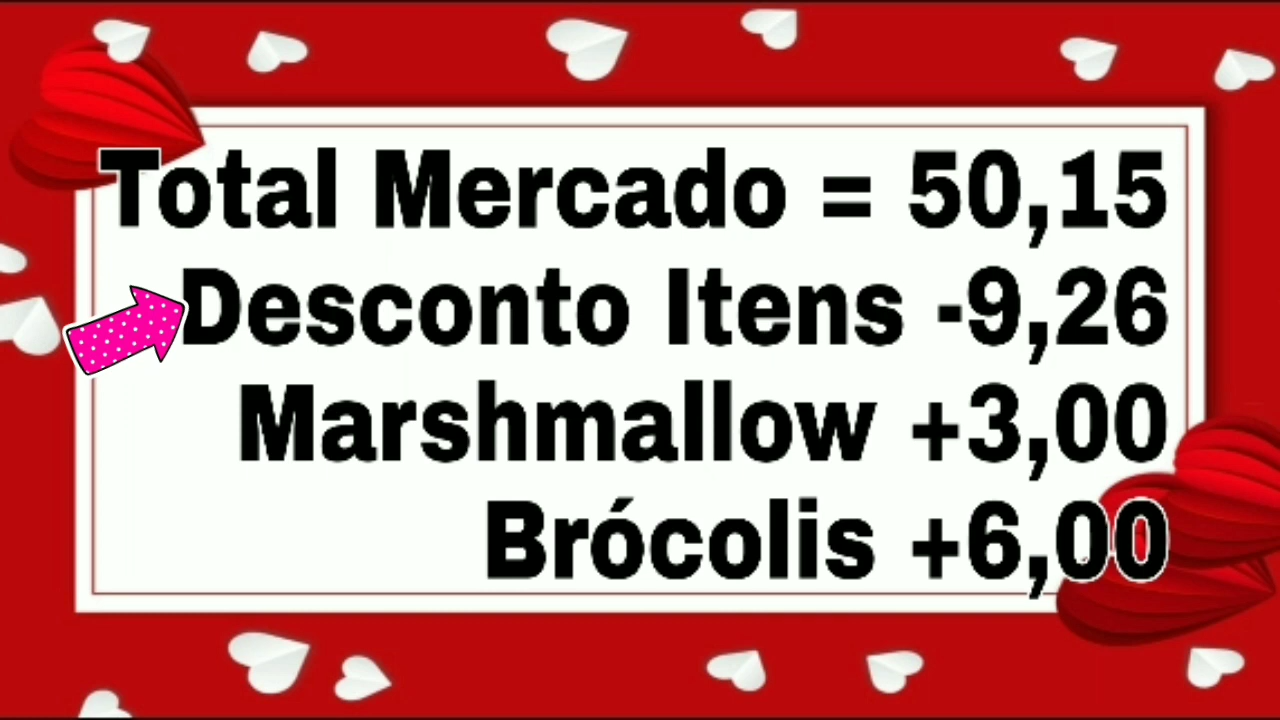 Total Mercado = 50,15
Desconto Itens -9,26
Marshmallow +3,00
Brócolis +6,00